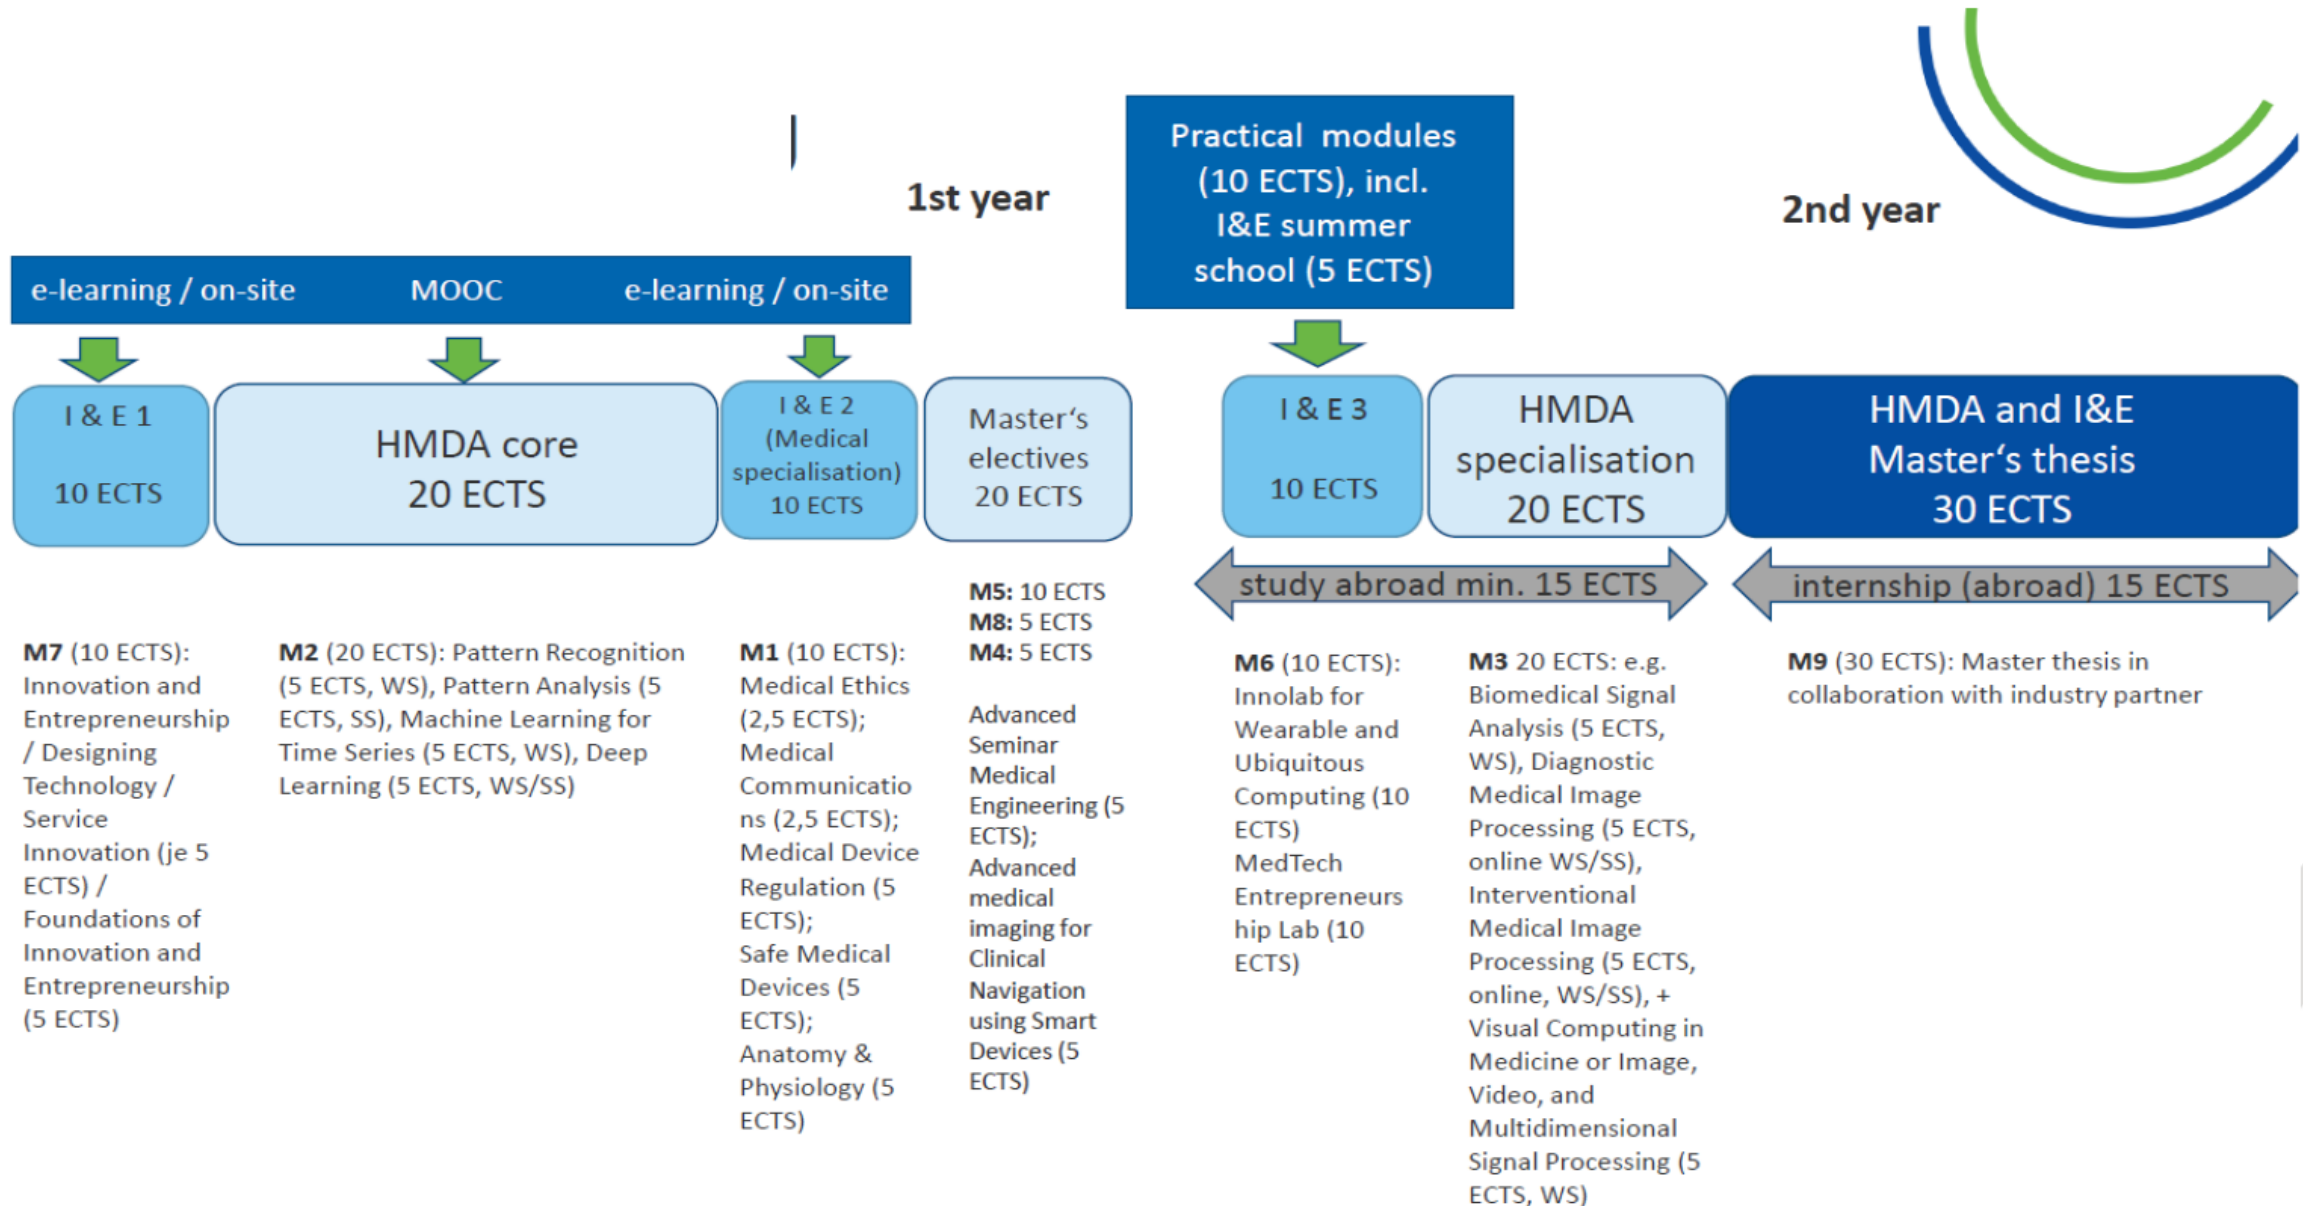 1st year
2nd year
Practical modules
(10 ECTS), incl.
I&E summer
school (5 ECTS)
e-learning / on-site
MOOC
e-learning / on-site
I & E 1
10 ECTS
HMDA core
20 ECTS
I & E 2
(Medical
specialisation)
10 ECTS
Master‘s
electives
20 ECTS
I & E 3
10 ECTS
HMDA
specialisation
20 ECTS
HMDA and I&E
Master‘s thesis
30 ECTS
study abroad min. 15 ECTS
internship (abroad) 15 ECTS
M7 (10 ECTS):
Innovation and
Entrepreneurship
/ Designing
Technology /
Service
Innovation (je 5
ECTS) /
Foundations of
Innovation and
Entrepreneurship
(5 ECTS)
M2 (20 ECTS): Pattern Recognition
(5 ECTS, WS), Pattern Analysis (5
ECTS, SS), Machine Learning for
Time Series (5 ECTS, WS), Deep
Learning (5 ECTS, WS/SS)
M1 (10 ECTS):
Medical Ethics
(2,5 ECTS);
Medical
Communicatio
ns (2,5 ECTS);
Medical Device
Regulation (5
ECTS);
Safe Medical
Devices (5
ECTS);
Anatomy &
Physiology (5
ECTS)
M5: 10 ECTS
M8: 5 ECTS
M4: 5 ECTS
Advanced
Seminar
Medical
Engineering (5
ECTS);
Advanced
medical
imaging for
Clinical
Navigation
using Smart
Devices (5
ECTS)
M6 (10 ECTS):
Innolab for
Wearable and
Ubiquitous
Computing (10
ECTS)
MedTech
Entrepreneurs
hip Lab (10
ECTS)
M3 20 ECTS: e.g.
Biomedical Signal
Analysis (5 ECTS,
WS), Diagnostic
Medical Image
Processing (5 ECTS,
online WS/SS),
Interventional
Medical Image
Processing (5 ECTS,
online, WS/SS), +
Visual Computing in
Medicine or Image,
Video, and
Multidimensional
Signal Processing (5
ECTS, WS)
M9 (30 ECTS): Master thesis in
collaboration with industry partner